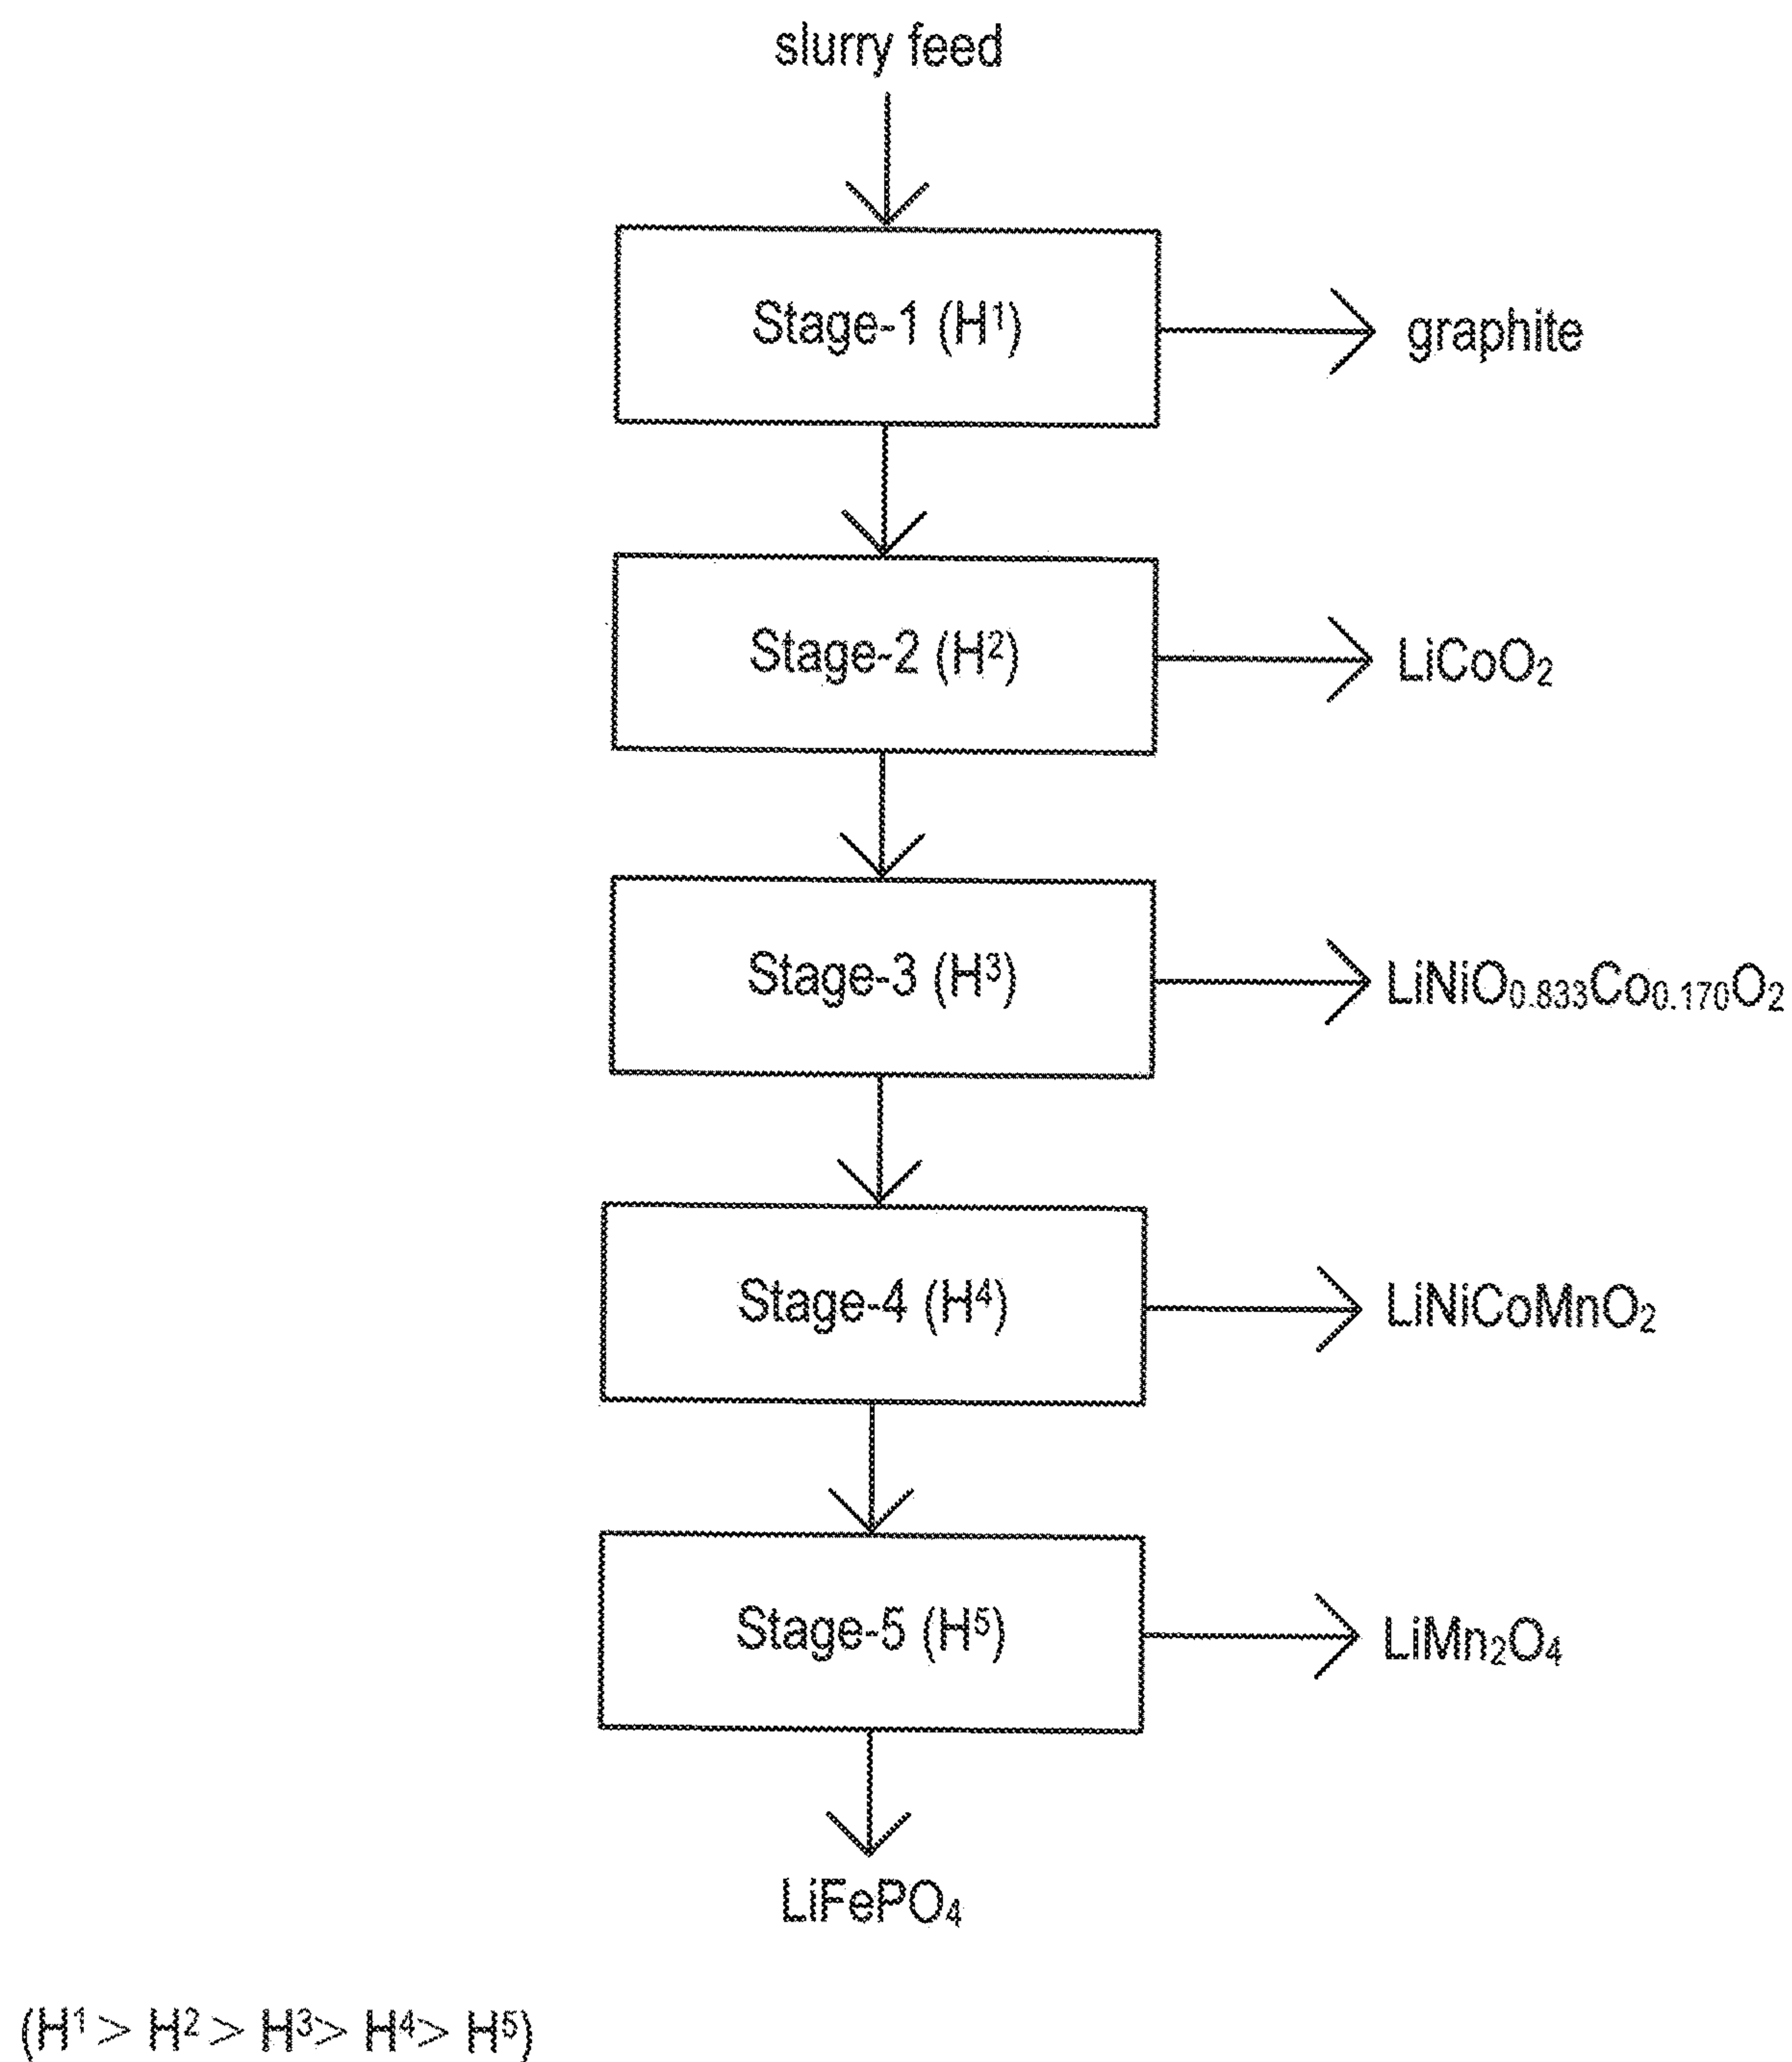 slurry feed
Stage-1 (H¹)
graphite
Stage-2 (H²)
LiCoO₂
Stage-3 (H³)
LiNiO₀.₈₃₃Co₀.₁₇₀O₂
Stage-4 (H⁴)
LiNiCoMnO₂
Stage-5 (H⁵)
LiMn₂O₄
LiFePO₄
(H¹ > H² > H³ > H⁴ > H⁵)